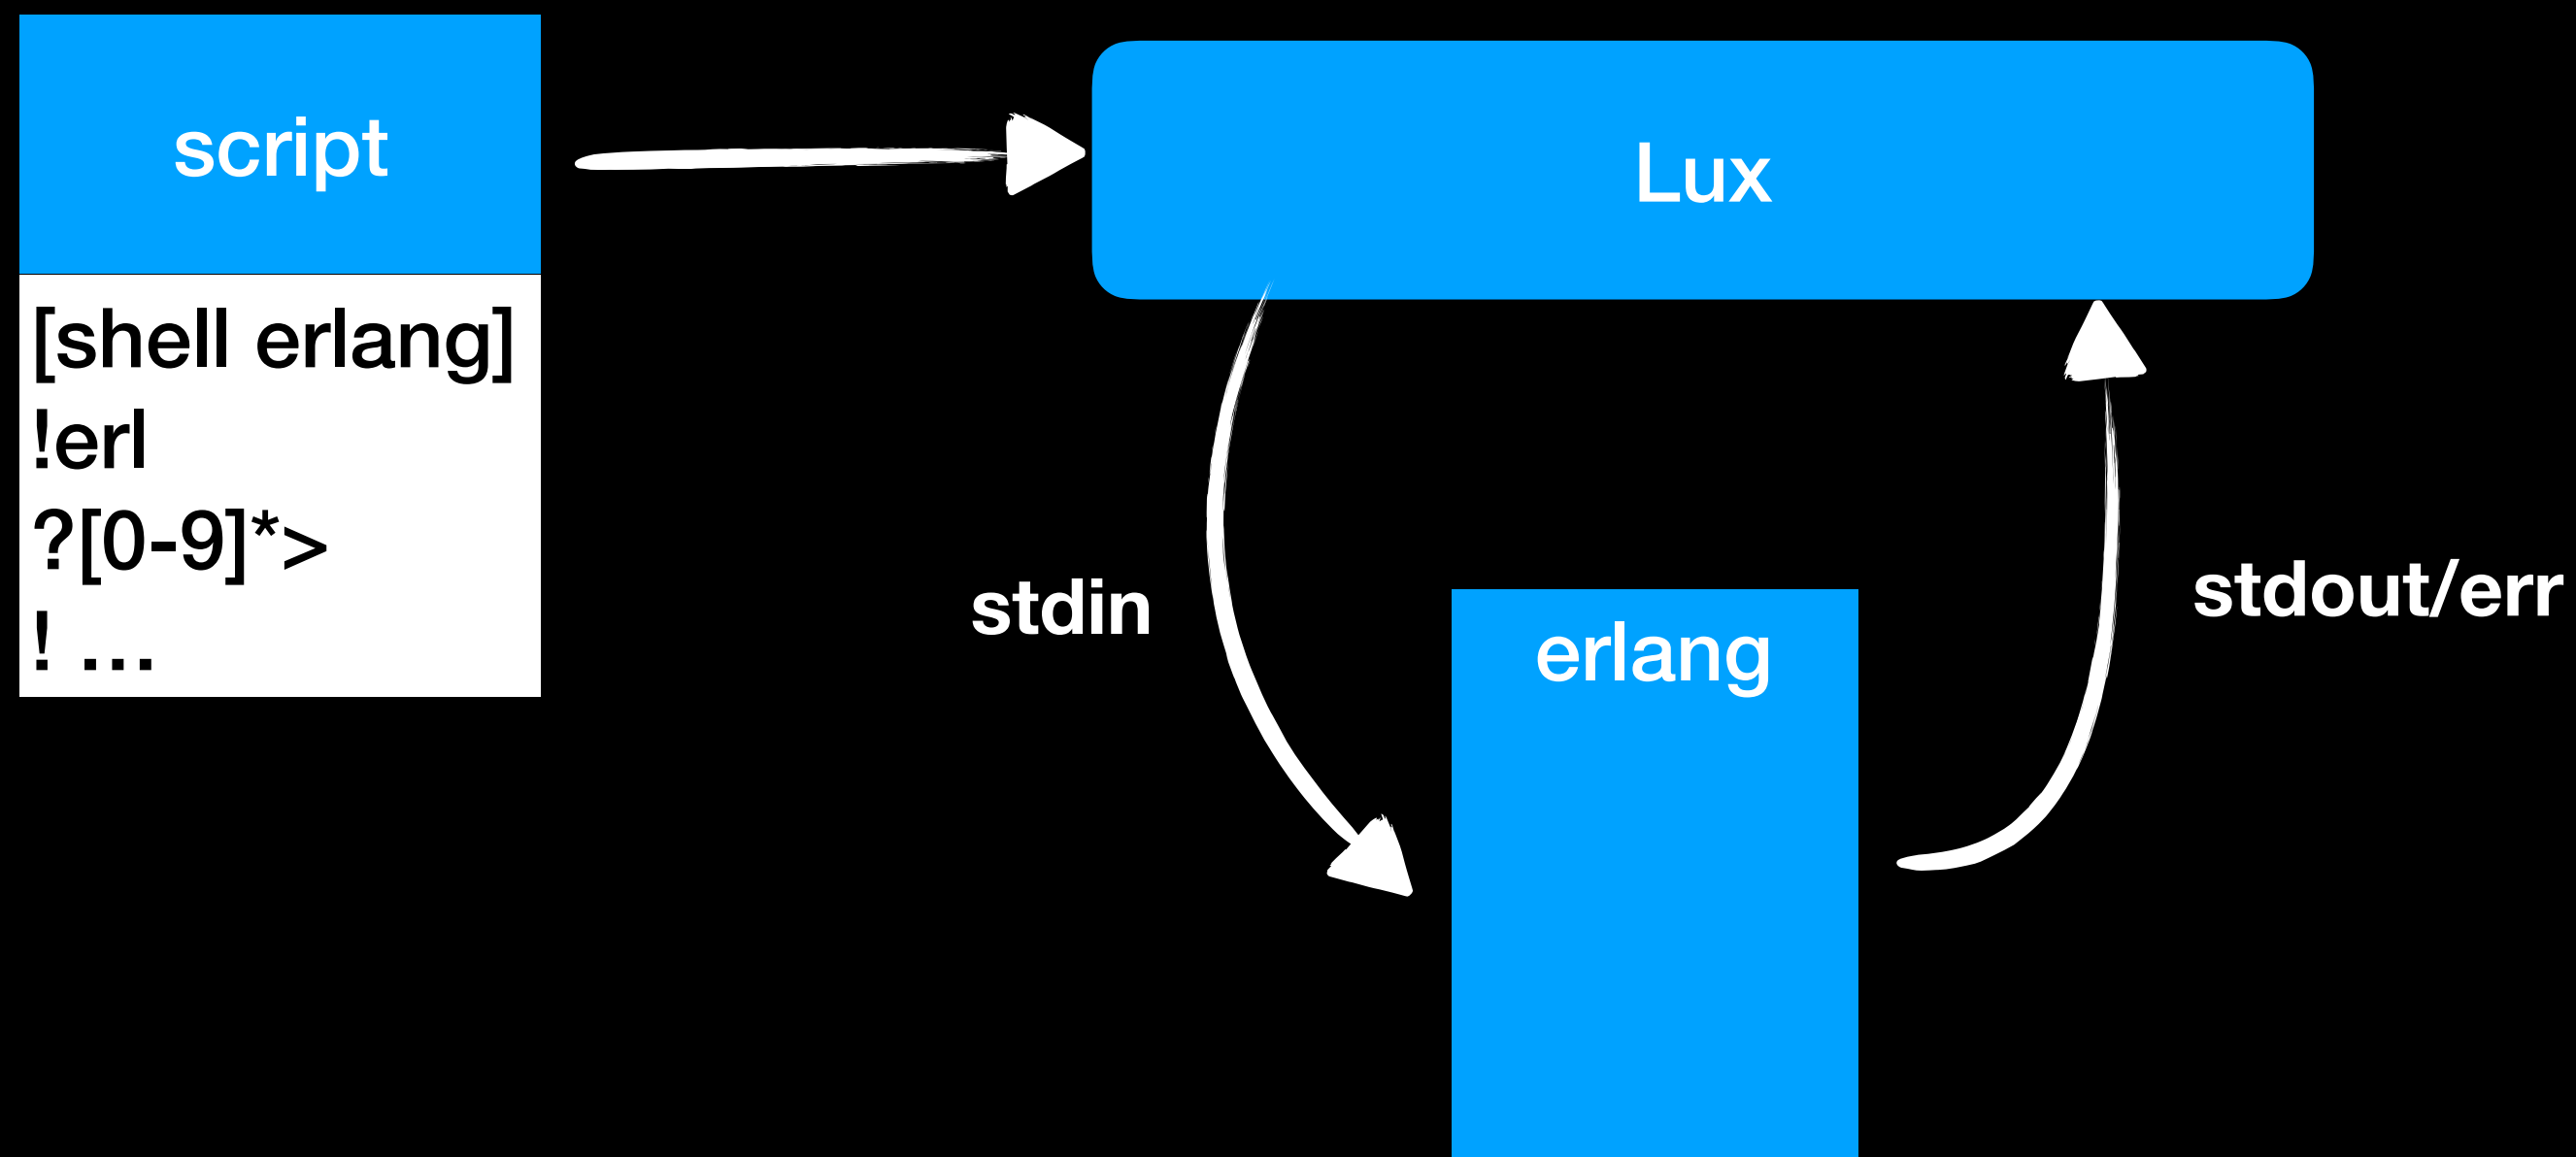 script
[shell erlang]
!erl
?[0-9]*>
! ...
Lux
stdin
erlang
stdout/err